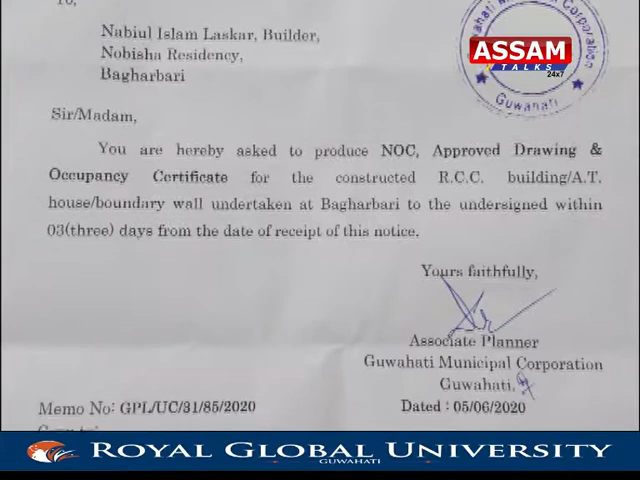 To,
Nabiul Islam Laskar, Builder,
Nobisha Residency,
Bagharbari
Sir/Madam,
You are hereby asked to produce NOC, Approved Drawing &
Occupancy Certificate for the constructed R.C.C. building/A.T.
house/boundary wall undertaken at Bagharbari to the undersigned within
03(three) days from the date of receipt of this notice.
Yours faithfully,
Associate Planner
Guwahati Municipal Corporation
Guwahati,
Memo No: GPL/UC/31/85/2020
Dated : 05/06/2020
Corporation
Guwahati
ASSAM
TALKS
24x7
ROYAL GLOBAL UNIVERSITY
GUWAHATI